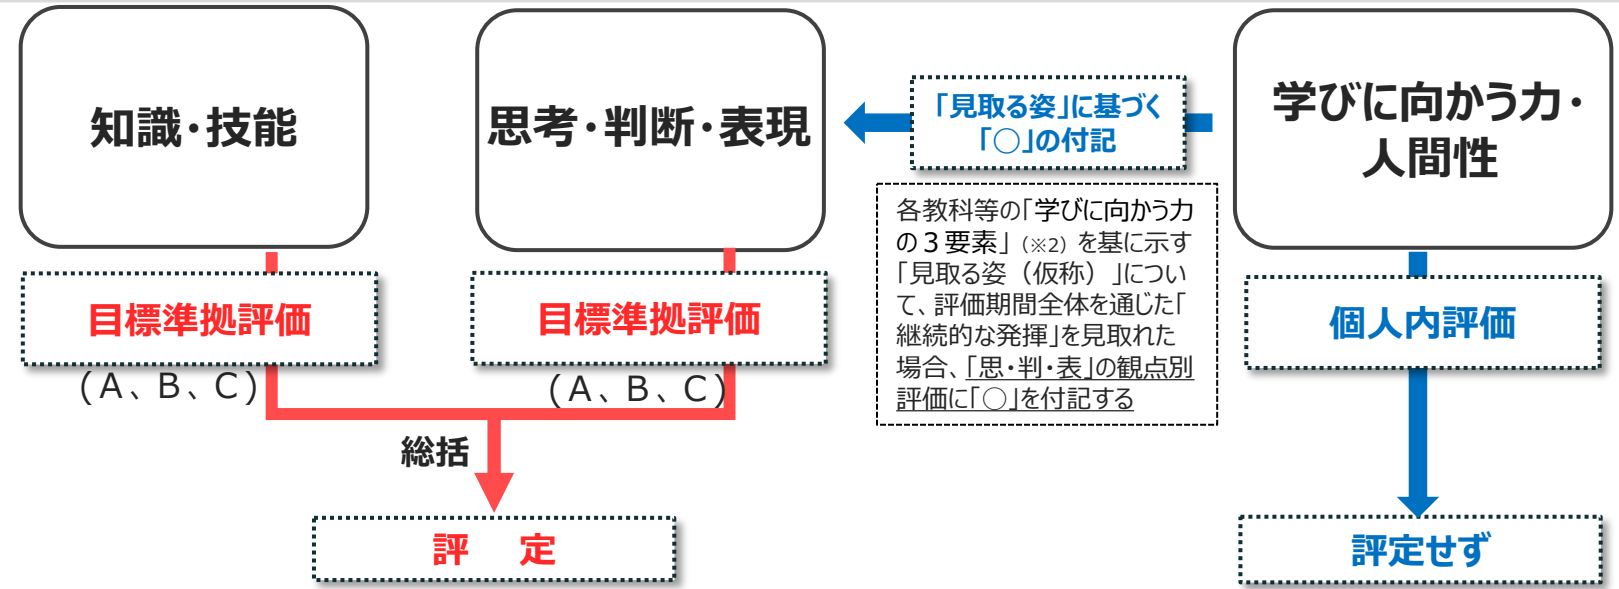 知識・技能
思考・判断・表現
「見取る姿」に基づく
「○」の付記
学びに向かう力・
人間性
各教科等の「学びに向かう力
の３要素」（※2）を基に示す
「見取る姿（仮称）」につい
て、評価期間全体を通じた「
継続的な発揮」を見取れた
場合、「思・判・表」の観点別
評価に「○」を付記する
目標準拠評価
(Ａ、Ｂ、Ｃ)
目標準拠評価
(Ａ、Ｂ、Ｃ)
個人内評価
総括
評　定
評定せず